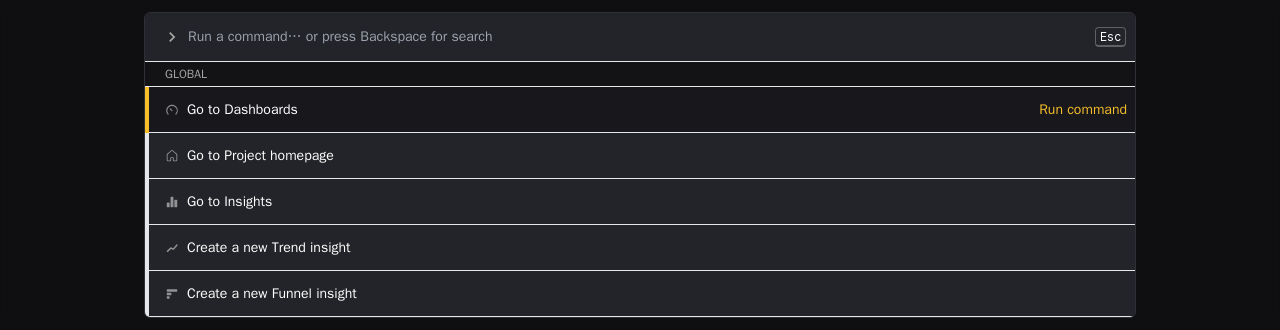 Run a command… or press Backspace for search
Esc
GLOBAL
Go to Dashboards
Run command
Go to Project homepage
Go to Insights
Create a new Trend insight
Create a new Funnel insight